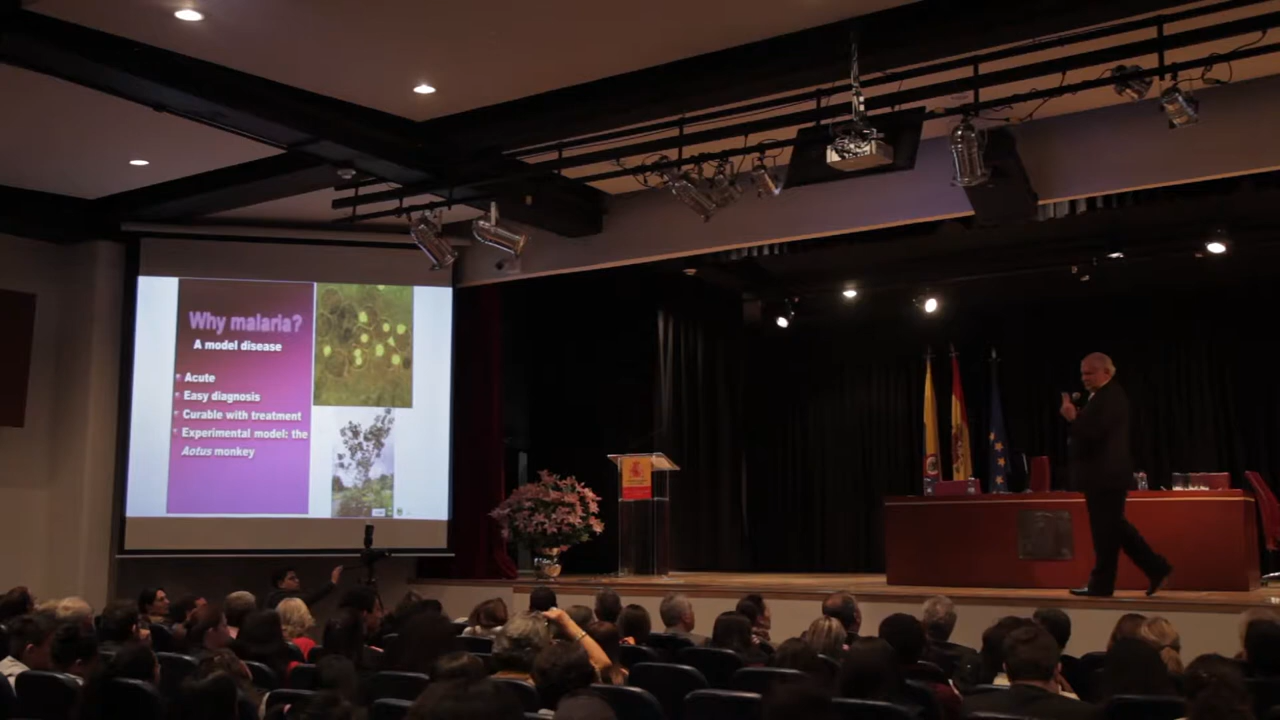 Why malaria?
A model disease
Acute
Easy diagnosis
Curable with treatment
Experimental model: the
Aotus monkey